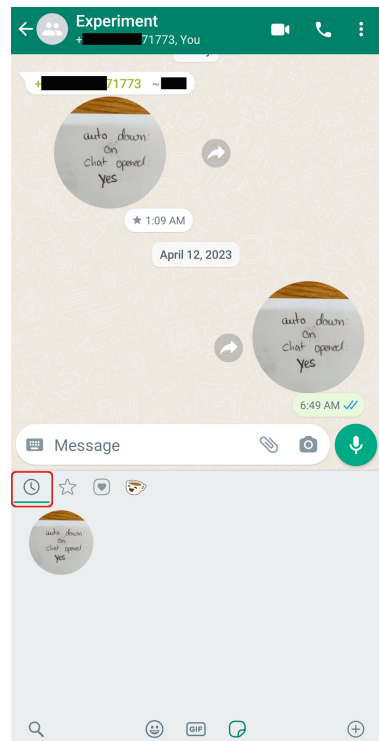 Experiment
+ 71773, You
+ 71773 ~
auto down:
on
chat opened
Yes
★ 1:09 AM
April 12, 2023
auto down:
on
chat opened
Yes
6:49 AM
Message
auto down
on
chat opened
Yes
GIF